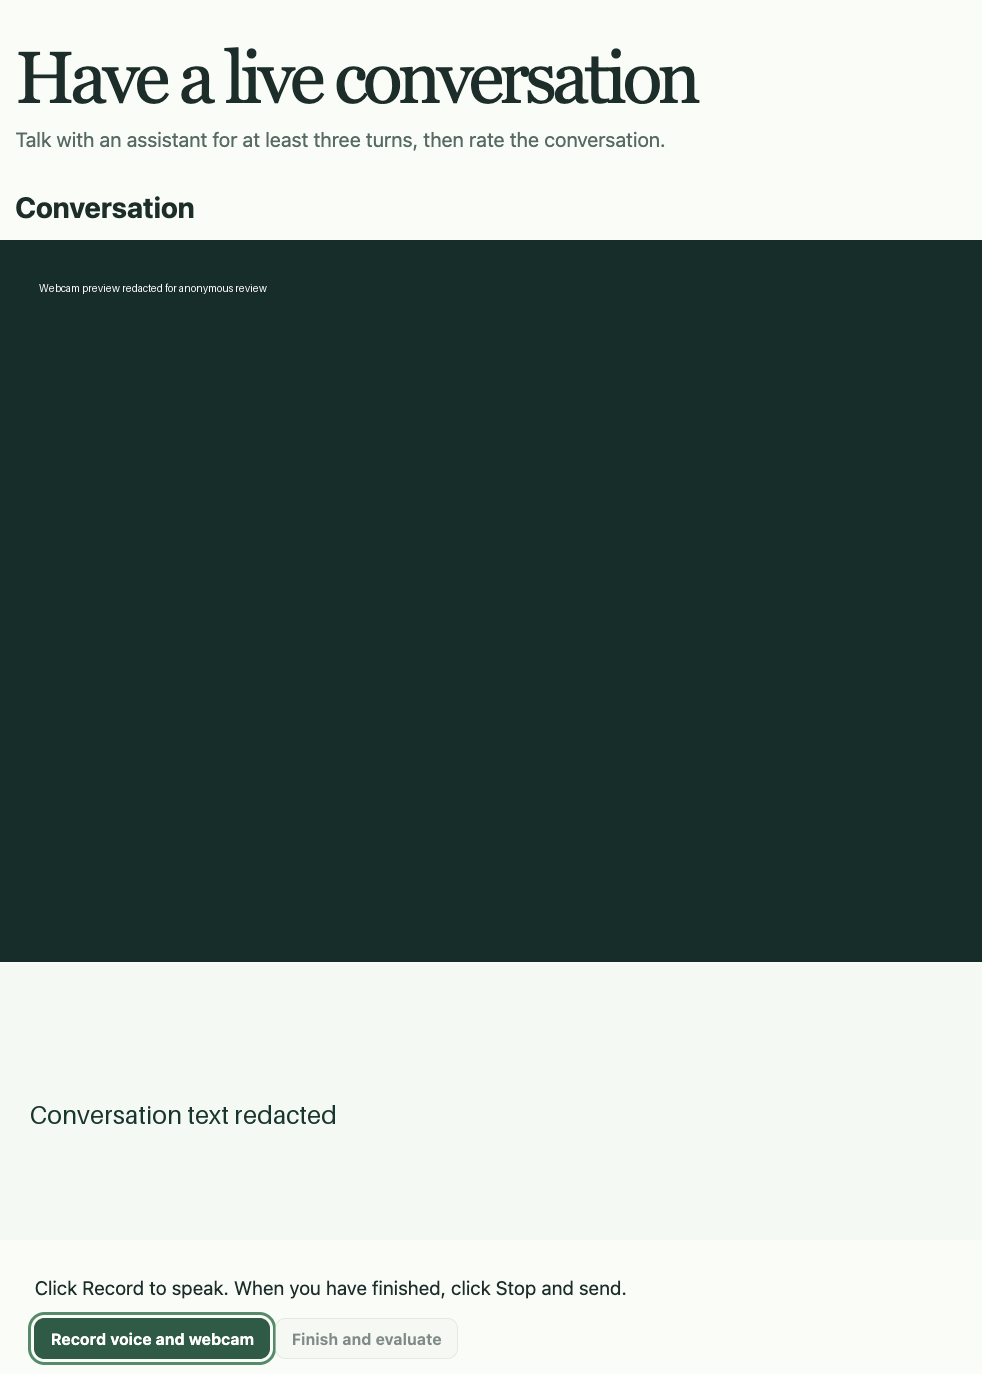 Have a live conversation
Talk with an assistant for at least three turns, then rate the conversation.
Conversation
Webcam preview redacted for anonymous review
Conversation text redacted
Click Record to speak. When you have finished, click Stop and send.
Record voice and webcam
Finish and evaluate